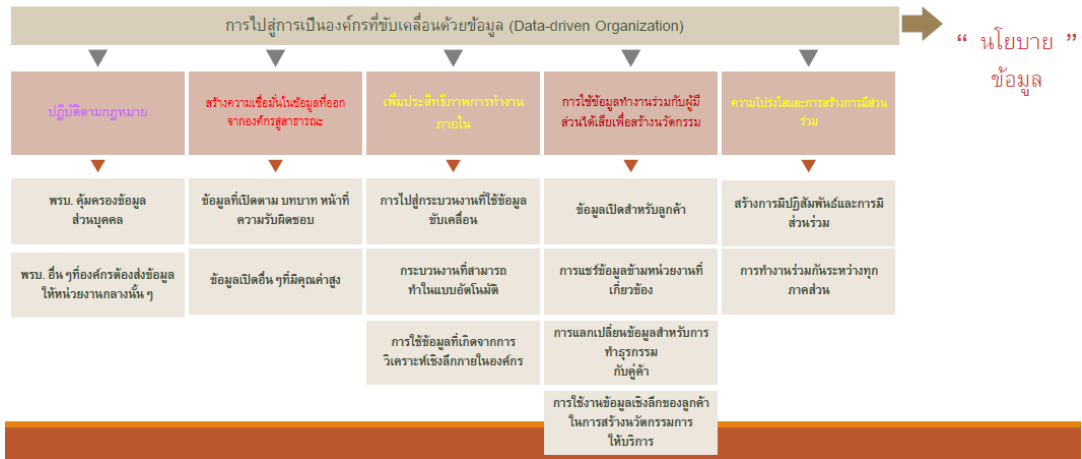 การไปสู่การเป็นองค์กรที่ขับเคลื่อนด้วยข้อมูล (Data-driven Organization)
“ นโยบาย ”
ข้อมูล
ปฏิบัติตามกฎหมาย
สร้างความเชื่อมั่นในข้อมูลที่ออก
จากองค์กรสู่สาธารณะ
เพิ่มประสิทธิภาพการทำงาน
ภายใน
การใช้ข้อมูลทำงานร่วมกับผู้มี
ส่วนได้เสียเพื่อสร้างนวัตกรรม
ความโปร่งใสและการสร้างการมีส่วน
ร่วม
พรบ. คุ้มครองข้อมูล
ส่วนบุคคล
พรบ. อื่น ๆที่องค์กรต้องส่งข้อมูล
ให้หน่วยงานกลางนั้น ๆ
ข้อมูลที่เปิดตาม บทบาท หน้าที่
ความรับผิดชอบ
ข้อมูลเปิดอื่น ๆที่มีคุณค่าสูง
การไปสู่กระบวนงานที่ใช้ข้อมูล
ขับเคลื่อน
กระบวนงานที่สามารถ
ทำในแบบอัตโนมัติ
การใช้ข้อมูลที่เกิดจากการ
วิเคราะห์เชิงลึกภายในองค์กร
ข้อมูลเปิดสำหรับลูกค้า
การแชร์ข้อมูลข้ามหน่วยงานที่
เกี่ยวข้อง
การแลกเปลี่ยนข้อมูลสำหรับการ
ทำธุรกรรม
กับคู่ค้า
การใช้งานข้อมูลเชิงลึกของลูกค้า
ในการสร้างนวัตกรรมการ
ให้บริการ
สร้างการมีปฏิสัมพันธ์และการมี
ส่วนร่วม
การทำงานร่วมกันระหว่างทุก
ภาคส่วน